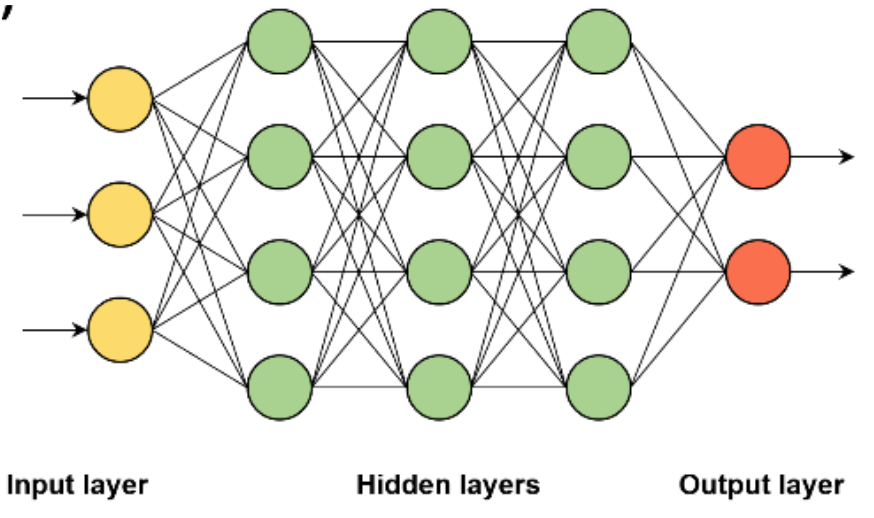 ,
Input layer
Hidden layers
Output layer